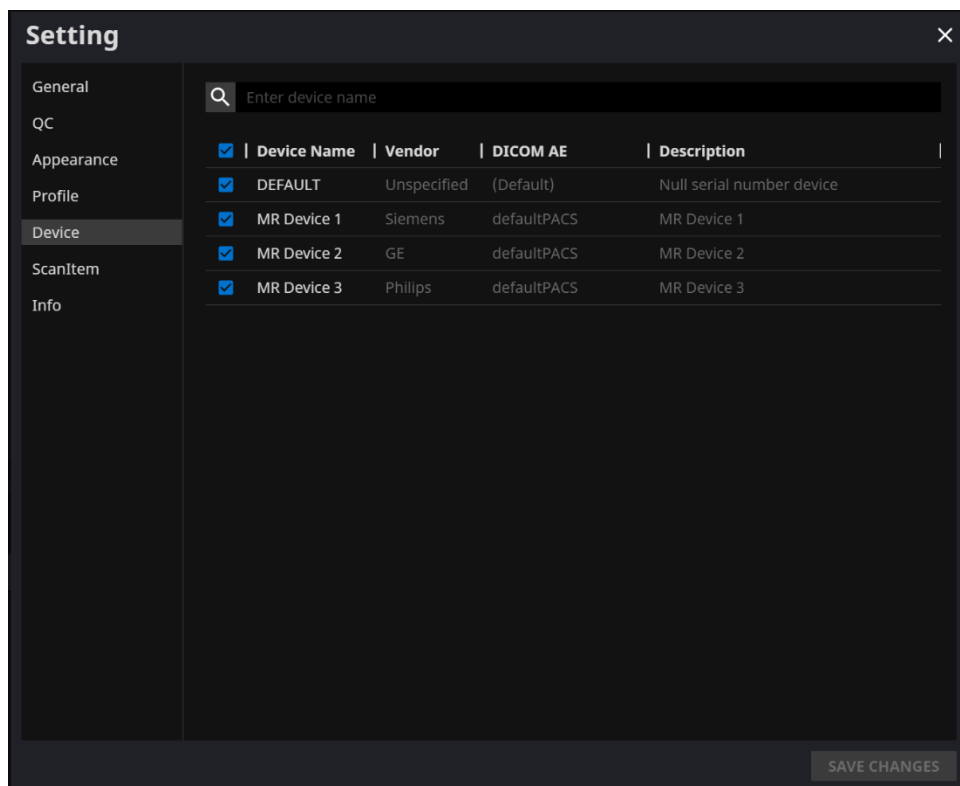 Setting
General
QC
Appearance
Profile
Device
ScanItem
Info
Enter device name
Device Name Vendor DICOM AE Description
DEFAULT Unspecified (Default) Null serial number device
MR Device 1 Siemens defaultPACS MR Device 1
MR Device 2 GE defaultPACS MR Device 2
MR Device 3 Philips defaultPACS MR Device 3
SAVE CHANGES